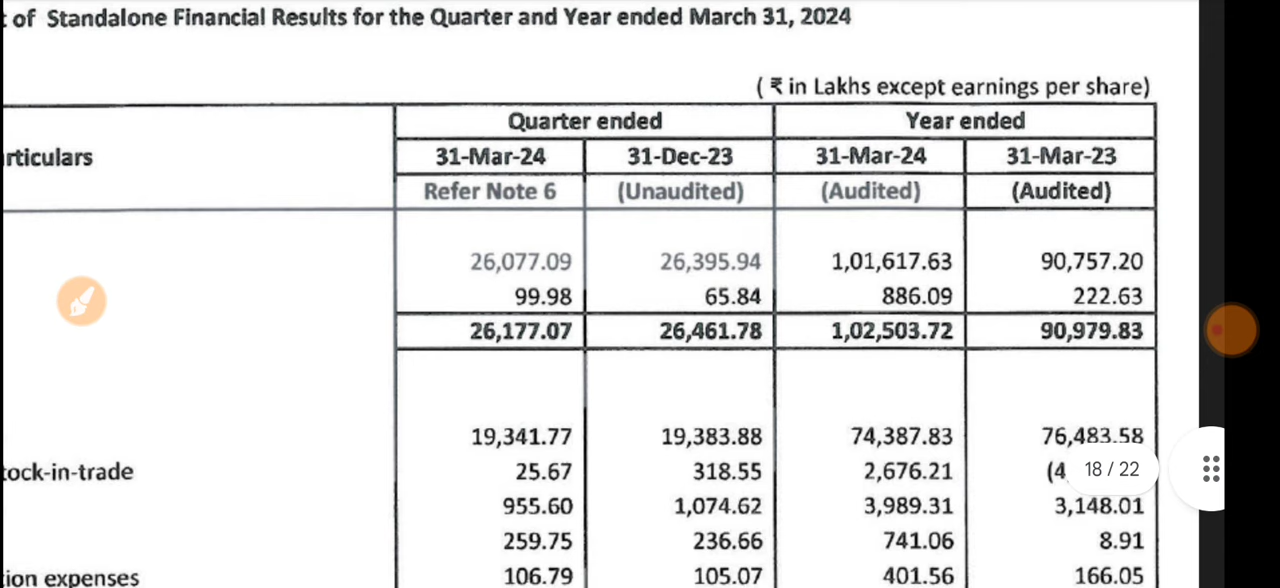 of Standalone Financial Results for the Quarter and Year ended March 31, 2024
( ₹ in Lakhs except earnings per share)
Quarter ended Year ended
rticulars 31-Mar-24 31-Dec-23 31-Mar-24 31-Mar-23
Refer Note 6 (Unaudited) (Audited) (Audited)
26,077.09 26,395.94 1,01,617.63 90,757.20
99.98 65.84 886.09 222.63
26,177.07 26,461.78 1,02,503.72 90,979.83
19,341.77 19,383.88 74,387.83 76,483.58
tock-in-trade 25.67 318.55 2,676.21 (4
18 / 22
955.60 1,074.62 3,989.31 3,148.01
259.75 236.66 741.06 8.91
ion expenses 106.79 105.07 401.56 166.05